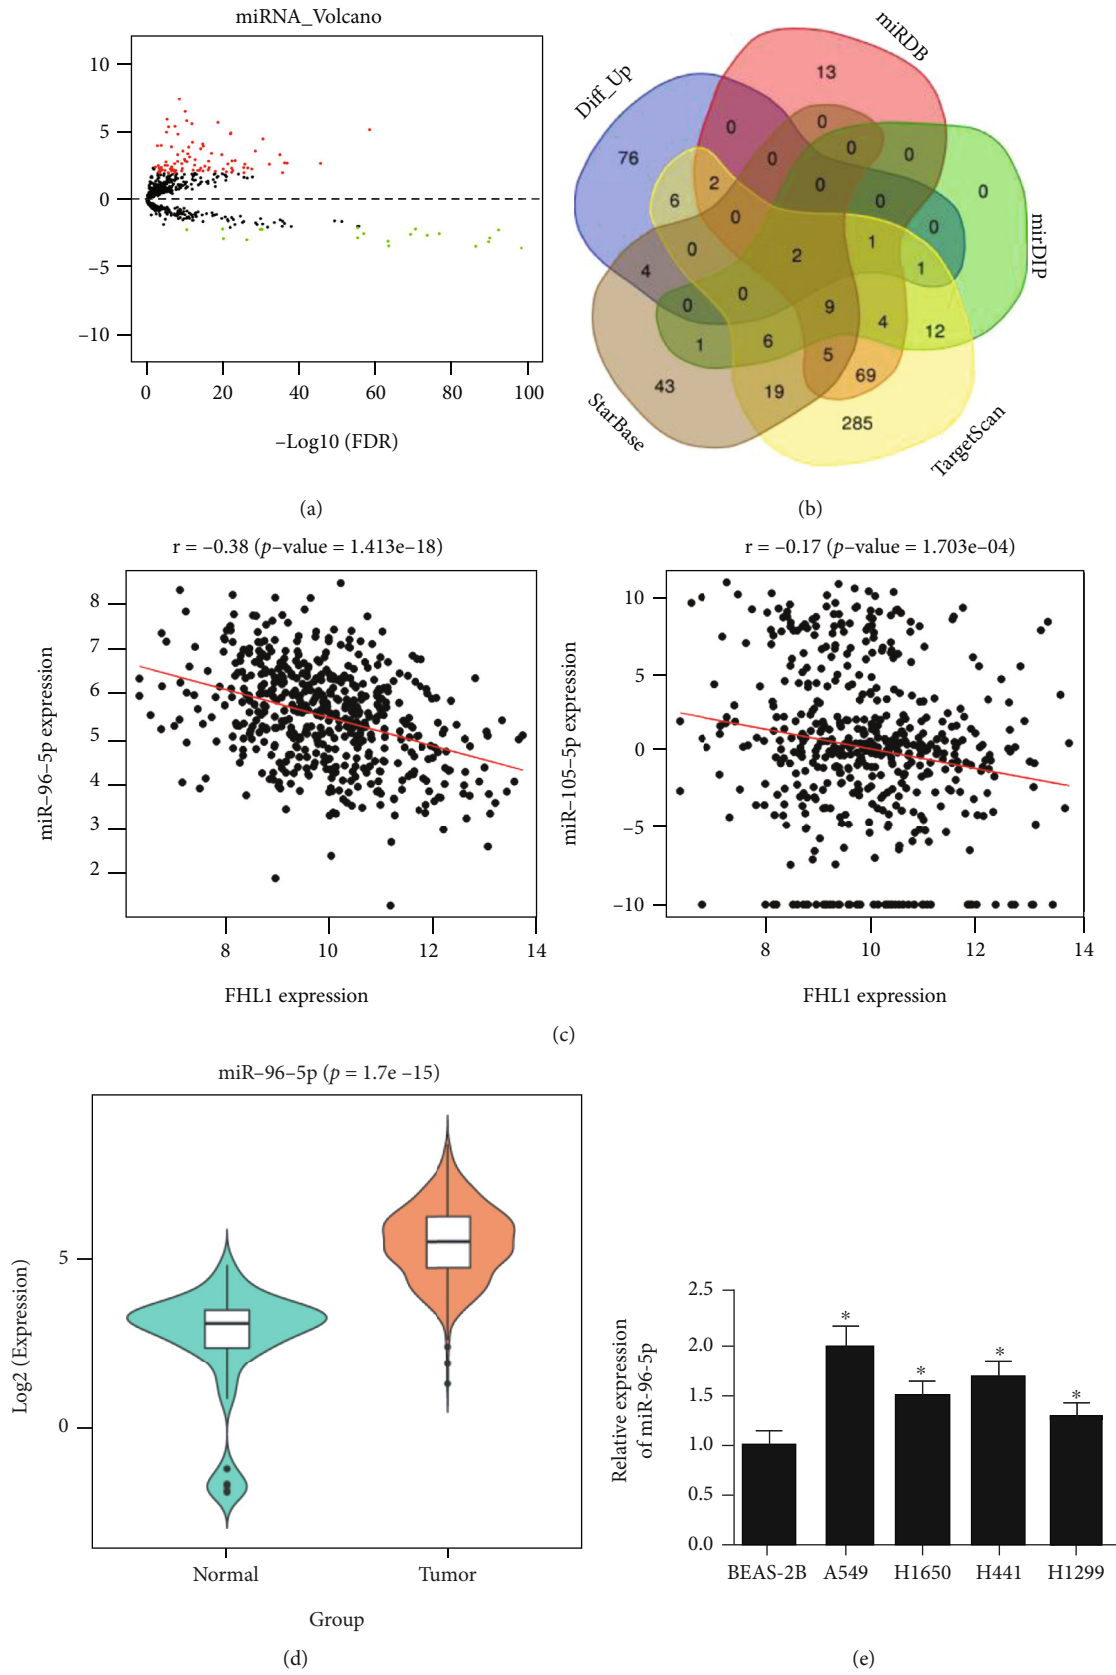 miRNA_Volcano
10
5
0
–5
–10
0
20
40
60
80
100
–Log10 (FDR)
(a)
miRDB
Diff_Up
mirDIP
StarBase
TargetScan
13
0
0
0
0
76
0
0
2
0
0
6
0
0
0
1
2
1
4
0
0
0
9
4
12
1
6
5
69
43
19
285
(b)
r = –0.38 (p–value = 1.413e–18)
miR–96–5p expression
8
7
6
5
4
3
2
8
10
12
14
FHL1 expression
r = –0.17 (p–value = 1.703e–04)
miR–105–5p expression
10
5
0
–5
–10
8
10
12
14
FHL1 expression
(c)
miR–96–5p (p = 1.7e –15)
Log2 (Expression)
5
0
Normal
Tumor
Group
(d)
Relative expression
of miR-96-5p
2.5
2.0
1.5
1.0
0.5
0.0
*
*
*
*
BEAS-2B
A549
H1650
H441
H1299
(e)